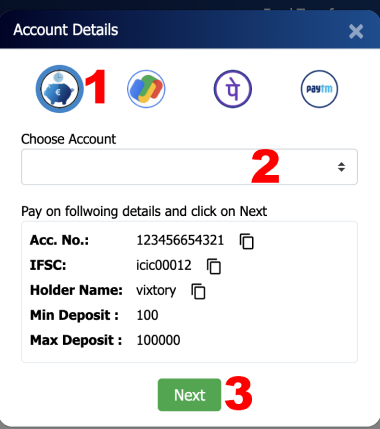 Account Details
1
€
पे
paytm
Choose Account
2
Pay on follwoing details and click on Next
Acc. No.: 123456654321
IFSC: icic00012
Holder Name: vixtory
Min Deposit : 100
Max Deposit : 100000
Next 3